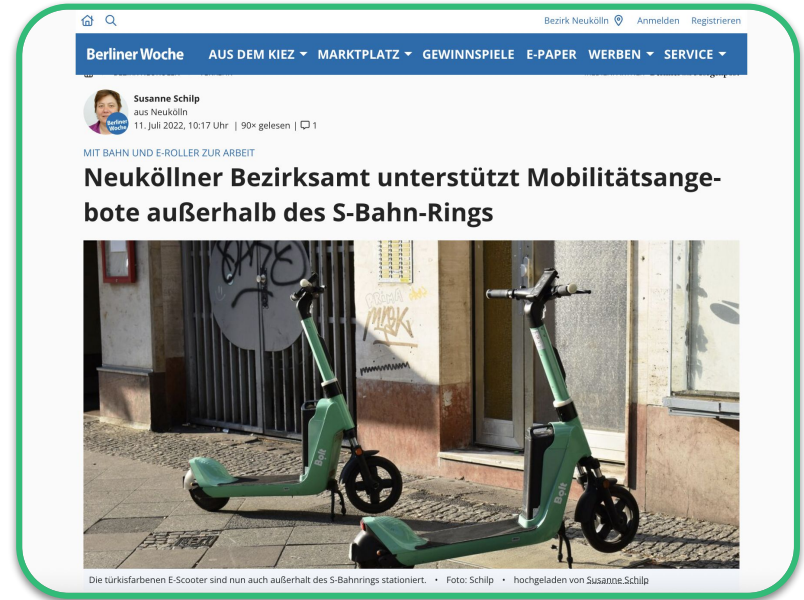 Bezirk Neukölln Anmelden Registrieren
Berliner Woche AUS DEM KIEZ MARKTPLATZ GEWINNSPIELE E-PAPER WERBEN SERVICE
Susanne Schilp
aus Neukölln
Berliner
Woche
11. Juli 2022, 10:17 Uhr | 90× gelesen | 1
MIT BAHN UND E-ROLLER ZUR ARBEIT
Neuköllner Bezirksamt unterstützt Mobilitätsange-
bote außerhalb des S-Bahn-Rings
Bolt
Bolt
Die türkisfarbenen E-Scooter sind nun auch außerhalb des S-Bahnrings stationiert. • Foto: Schilp • hochgeladen von Susanne Schilp